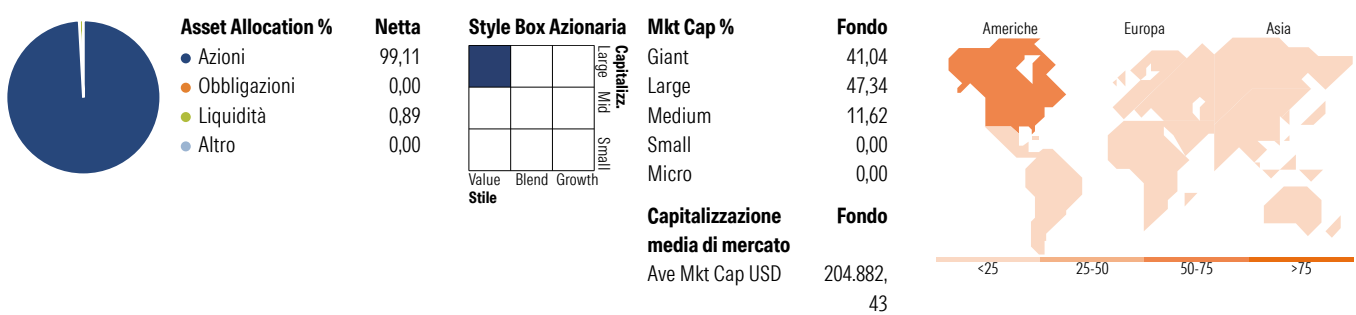 Asset Allocation % Netta
Azioni 99,11
Obbligazioni 0,00
Liquidità 0,89
Altro 0,00
Style Box Azionaria
Large Mid Small
Capitalizz.
Value Blend Growth
Stile
Mkt Cap % Fondo
Giant 41,04
Large 47,34
Medium 11,62
Small 0,00
Micro 0,00
Capitalizzazione Fondo
media di mercato
Ave Mkt Cap USD 204.882,
43
Americhe Europa Asia
<25 25-50 50-75 >75